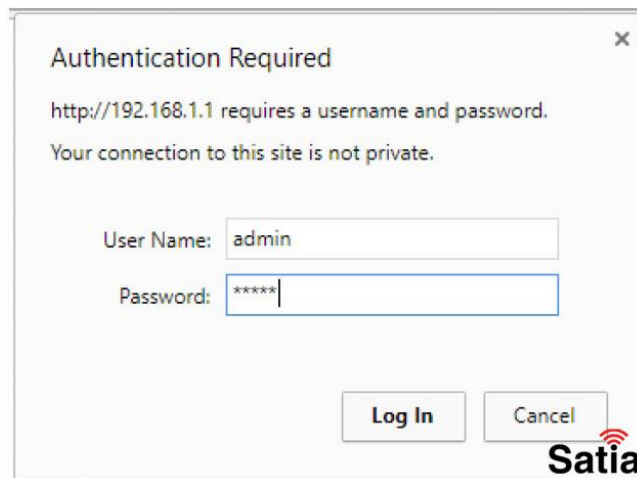 Authentication Required
http://192.168.1.1 requires a username and password.
Your connection to this site is not private.
User Name: admin
Password: *****
Log In Cancel
Satia